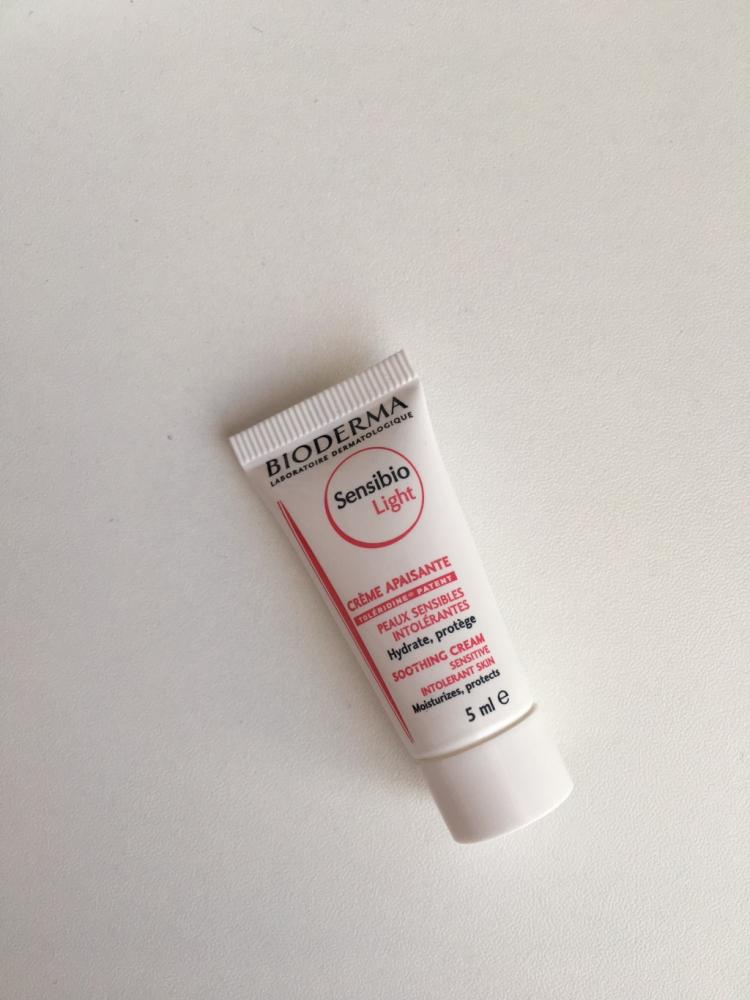 BIODERMA
LABORATOIRE DERMATOLOGIQUE
Sensibio
Light
CRÈME APAISANTE
TOLÉRIDINE® PATENT
PEAUX SENSIBLES
INTOLÉRANTES
Hydrate, protège
SOOTHING CREAM
SENSITIVE
INTOLERANT SKIN
Moisturizes, protects
5 ml ℮